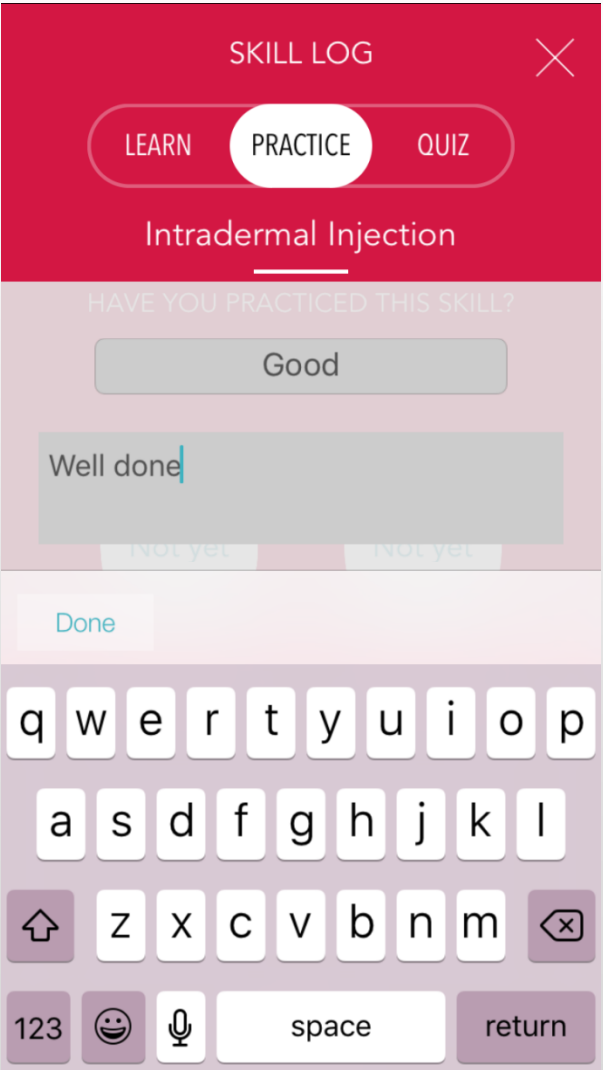 SKILL LOG
LEARN PRACTICE QUIZ
Intradermal Injection
HAVE YOU PRACTICED THIS SKILL?
Good
Well done
Not yet Not yet
Done
q w e r t y u i o p
a s d f g h j k l
z x c v b n m
123 space return